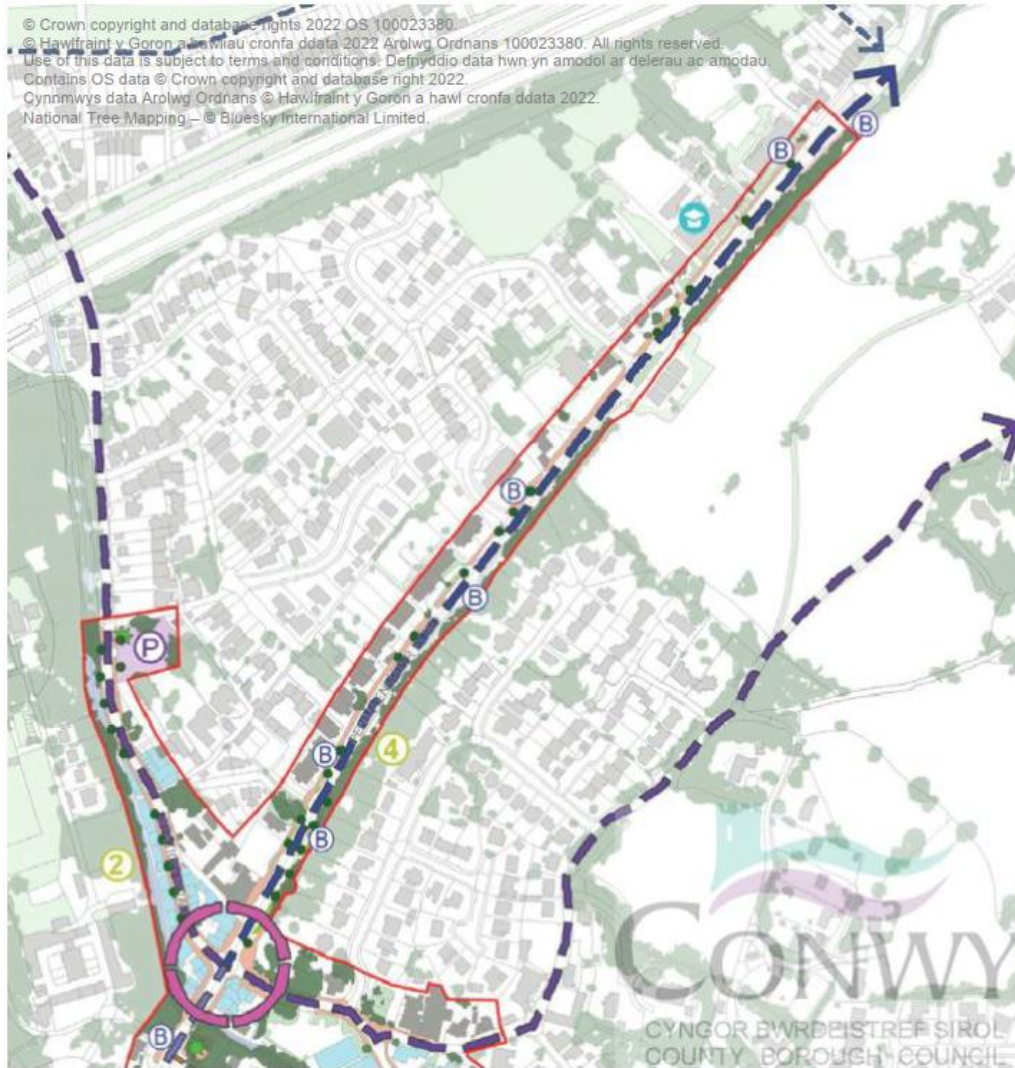 © Crown copyright and database rights 2022 OS 100023380.
© Hawlfraint y Goron a hawliau cronfa ddata 2022 Arolwg Ordnans 100023380. All rights reserved.
Use of this data is subject to terms and conditions. Defnyddio data hwn yn amodol ar delerau ac amodau.
Contains OS data © Crown copyright and database right 2022.
Cynnmwys data Arolwg Ordnans © Hawlfraint y Goron a hawl cronfa ddata 2022.
National Tree Mapping – © Bluesky International Limited.
B
B
B
B
P
4
B
B
2
B
CONWY
CYNGOR BWRDEISTREF SIROL
COUNTY BOROUGH COUNCIL